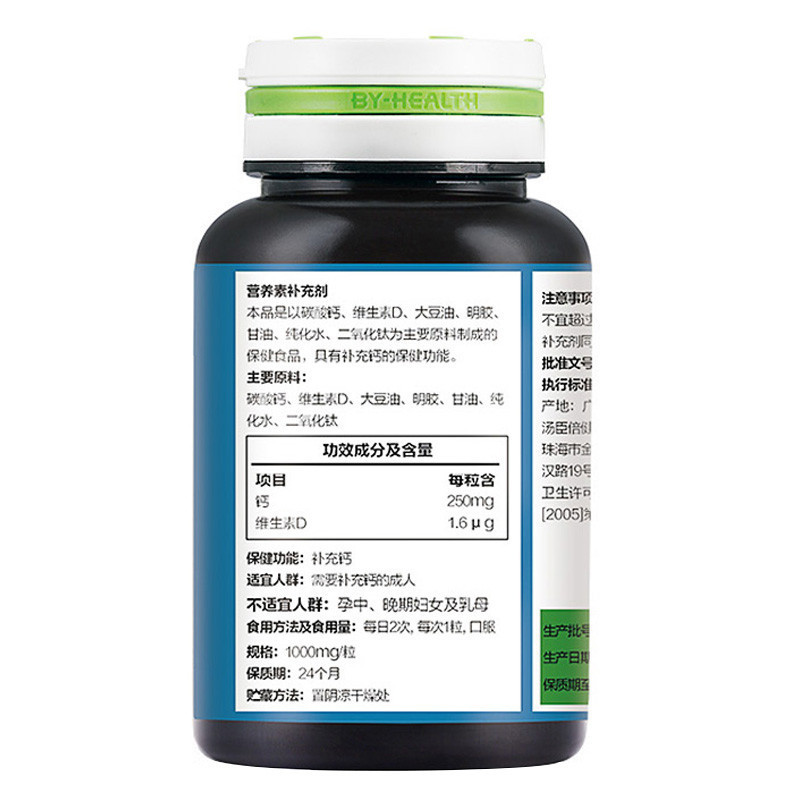 BY-HEALTH
营养素补充剂
本品是以碳酸钙、维生素D、大豆油、明胶、
甘油、纯化水、二氧化钛为主要原料制成的
保健食品，具有补充钙的保健功能。
主要原料：
碳酸钙、维生素D、大豆油、明胶、甘油、纯
化水、二氧化钛
功效成分及含量
项目 每粒含
钙 250mg
维生素D 1.6μg
保健功能：补充钙
适宜人群：需要补充钙的成人
不适宜人群：孕中、晚期妇女及乳母
食用方法及食用量：每日2次, 每次1粒, 口服
规格：1000mg/粒
保质期：24个月
贮藏方法：置阴凉干燥处
注意事项
不宜超过
补充剂同
批准文号
执行标准
产地：广
汤臣倍健
珠海市金
汉路19号
卫生许可
[2005]
生产批号
生产日期
保质期至